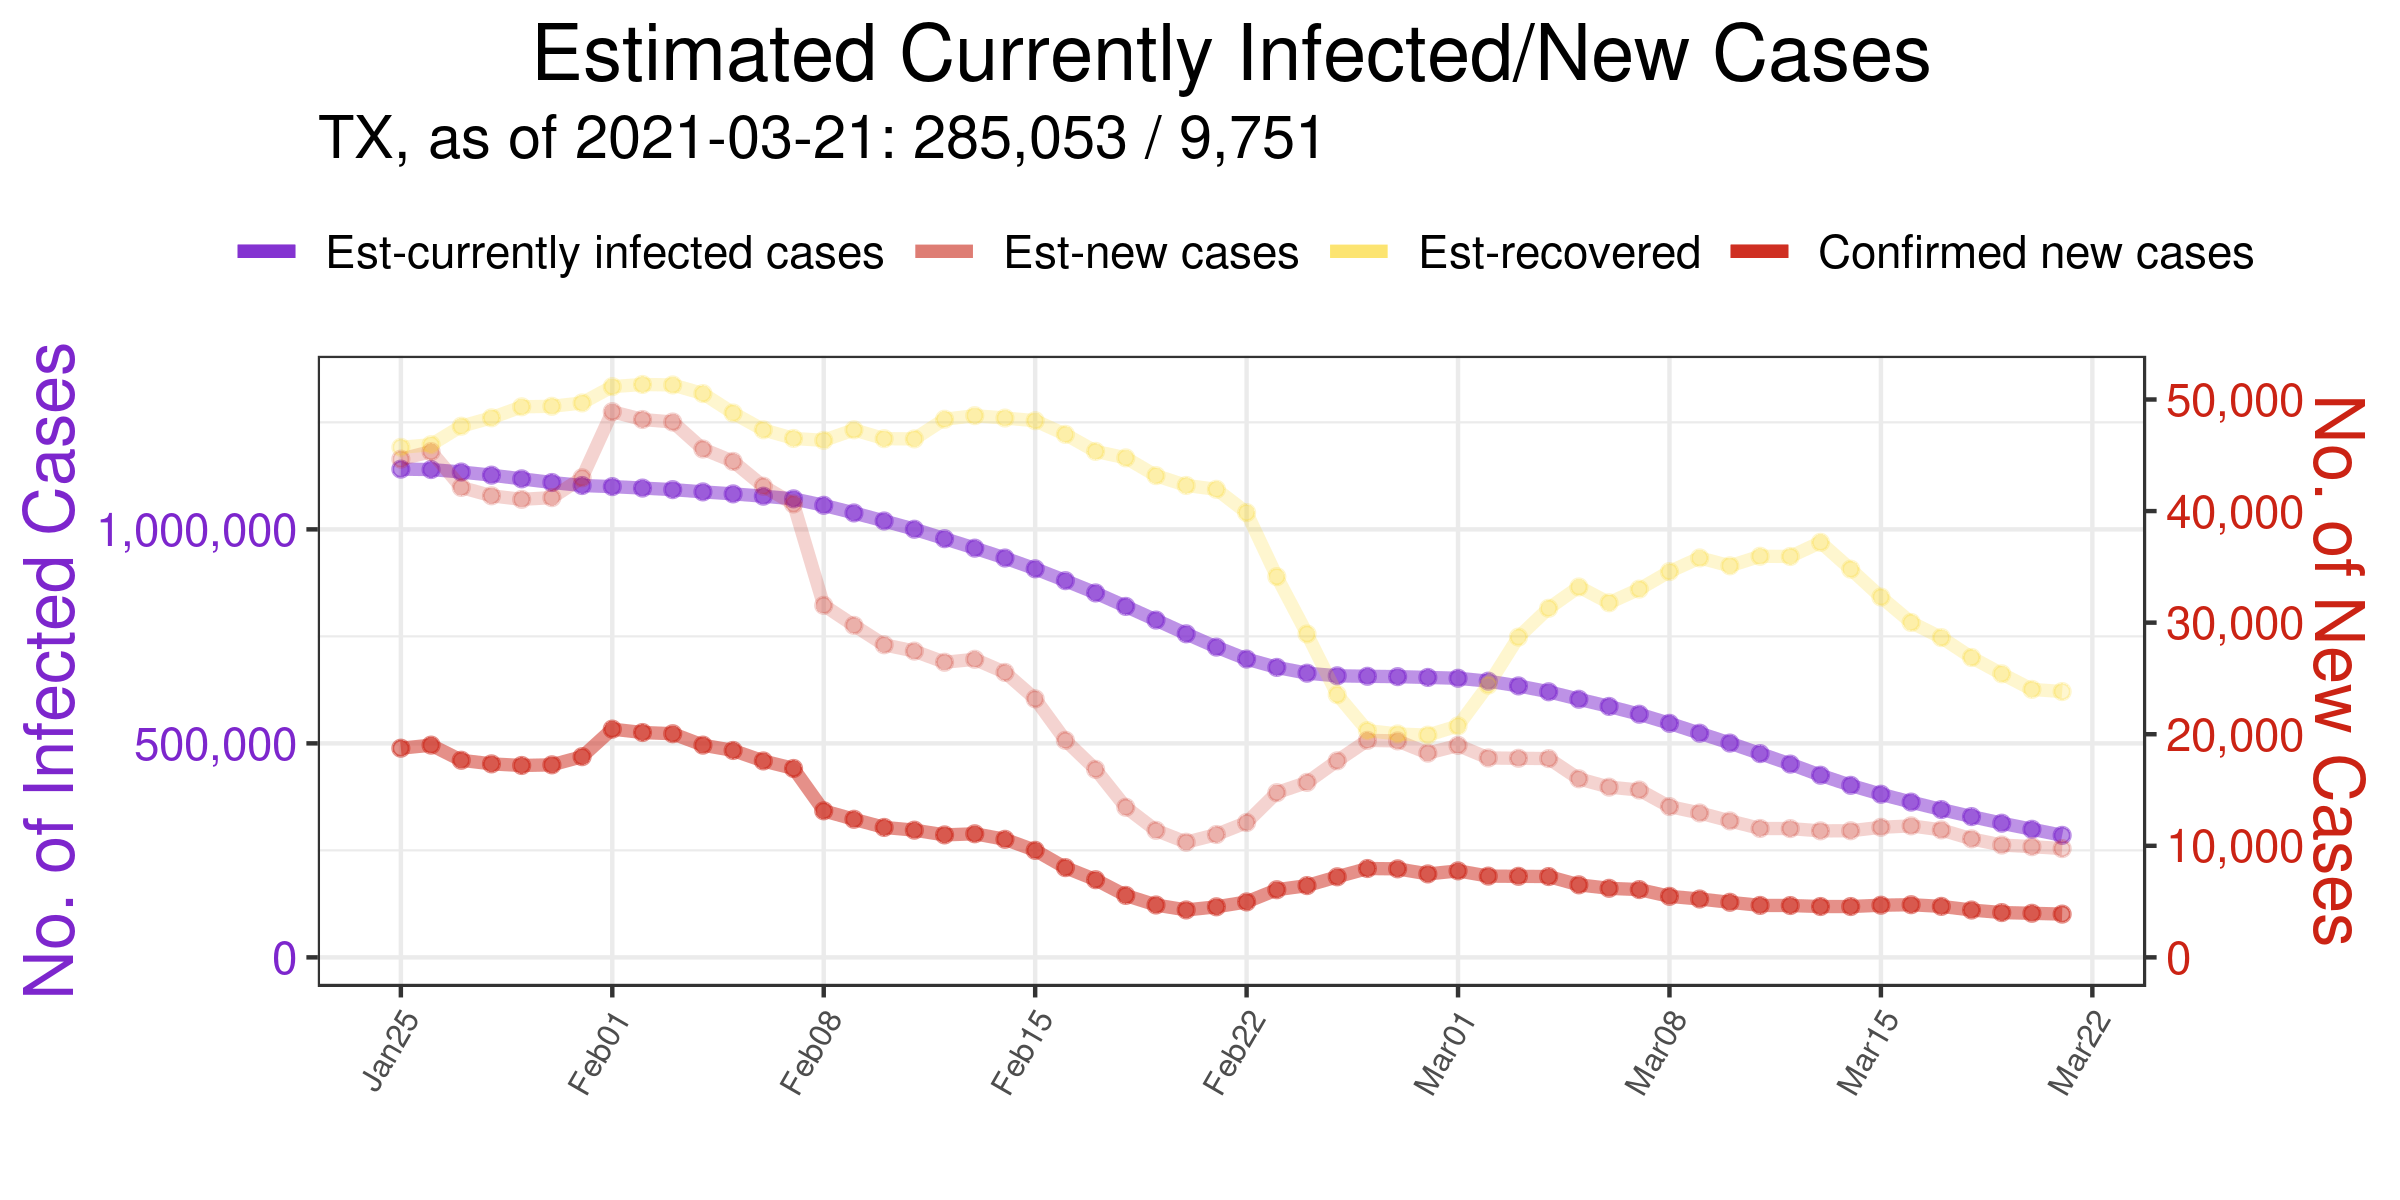 Estimated Currently Infected/New Cases
TX, as of 2021-03-21: 285,053 / 9,751
Est-currently infected cases Est-new cases Est-recovered Confirmed new cases
No. of Infected Cases
1,000,000
500,000
0
50,000
40,000
30,000
20,000
10,000
0
No. of New Cases
Jan25 Feb01 Feb08 Feb15 Feb22 Mar01 Mar08 Mar15 Mar22